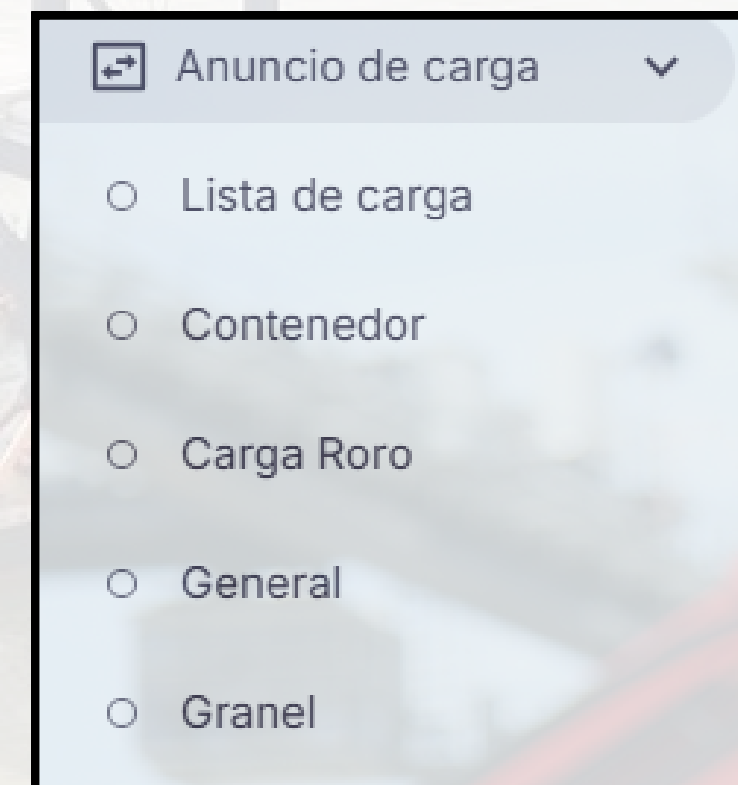 Anuncio de carga
Lista de carga
Contenedor
Carga Roro
General
Granel